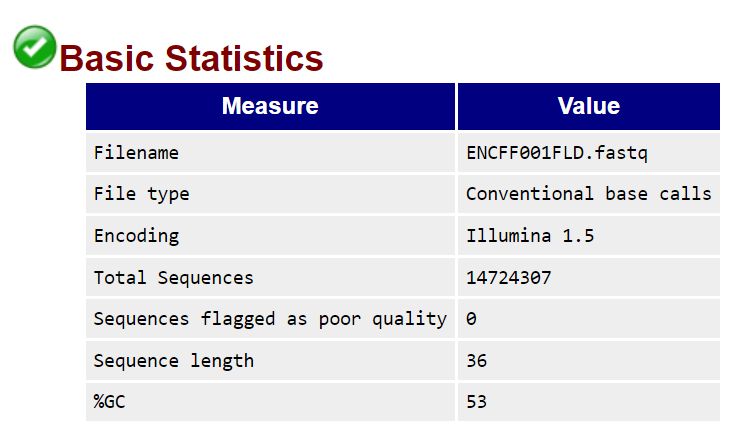 Basic Statistics
Measure Value
Filename ENCFF001FLD.fastq
File type Conventional base calls
Encoding Illumina 1.5
Total Sequences 14724307
Sequences flagged as poor quality 0
Sequence length 36
%GC 53